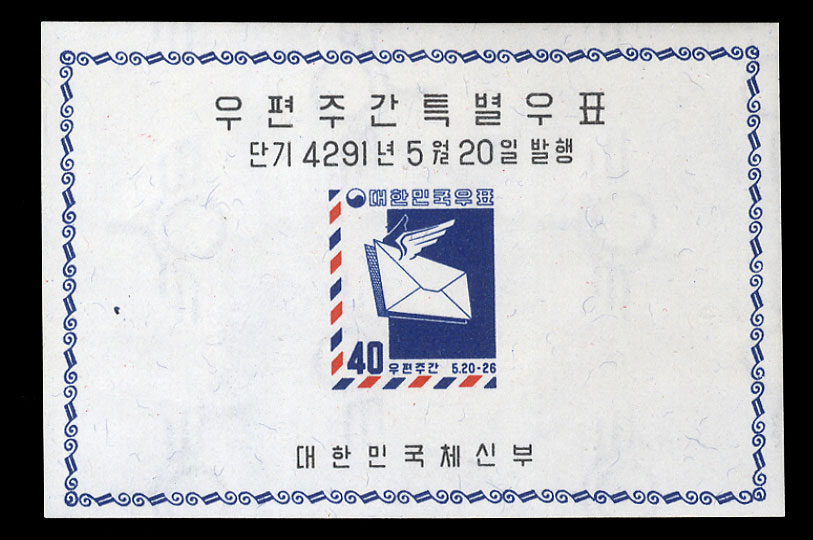 우편주간특별우표
단기 4291년 5월 20일 발행
대한민국우표
40 우편주간 5.20-26
대한민국체신부